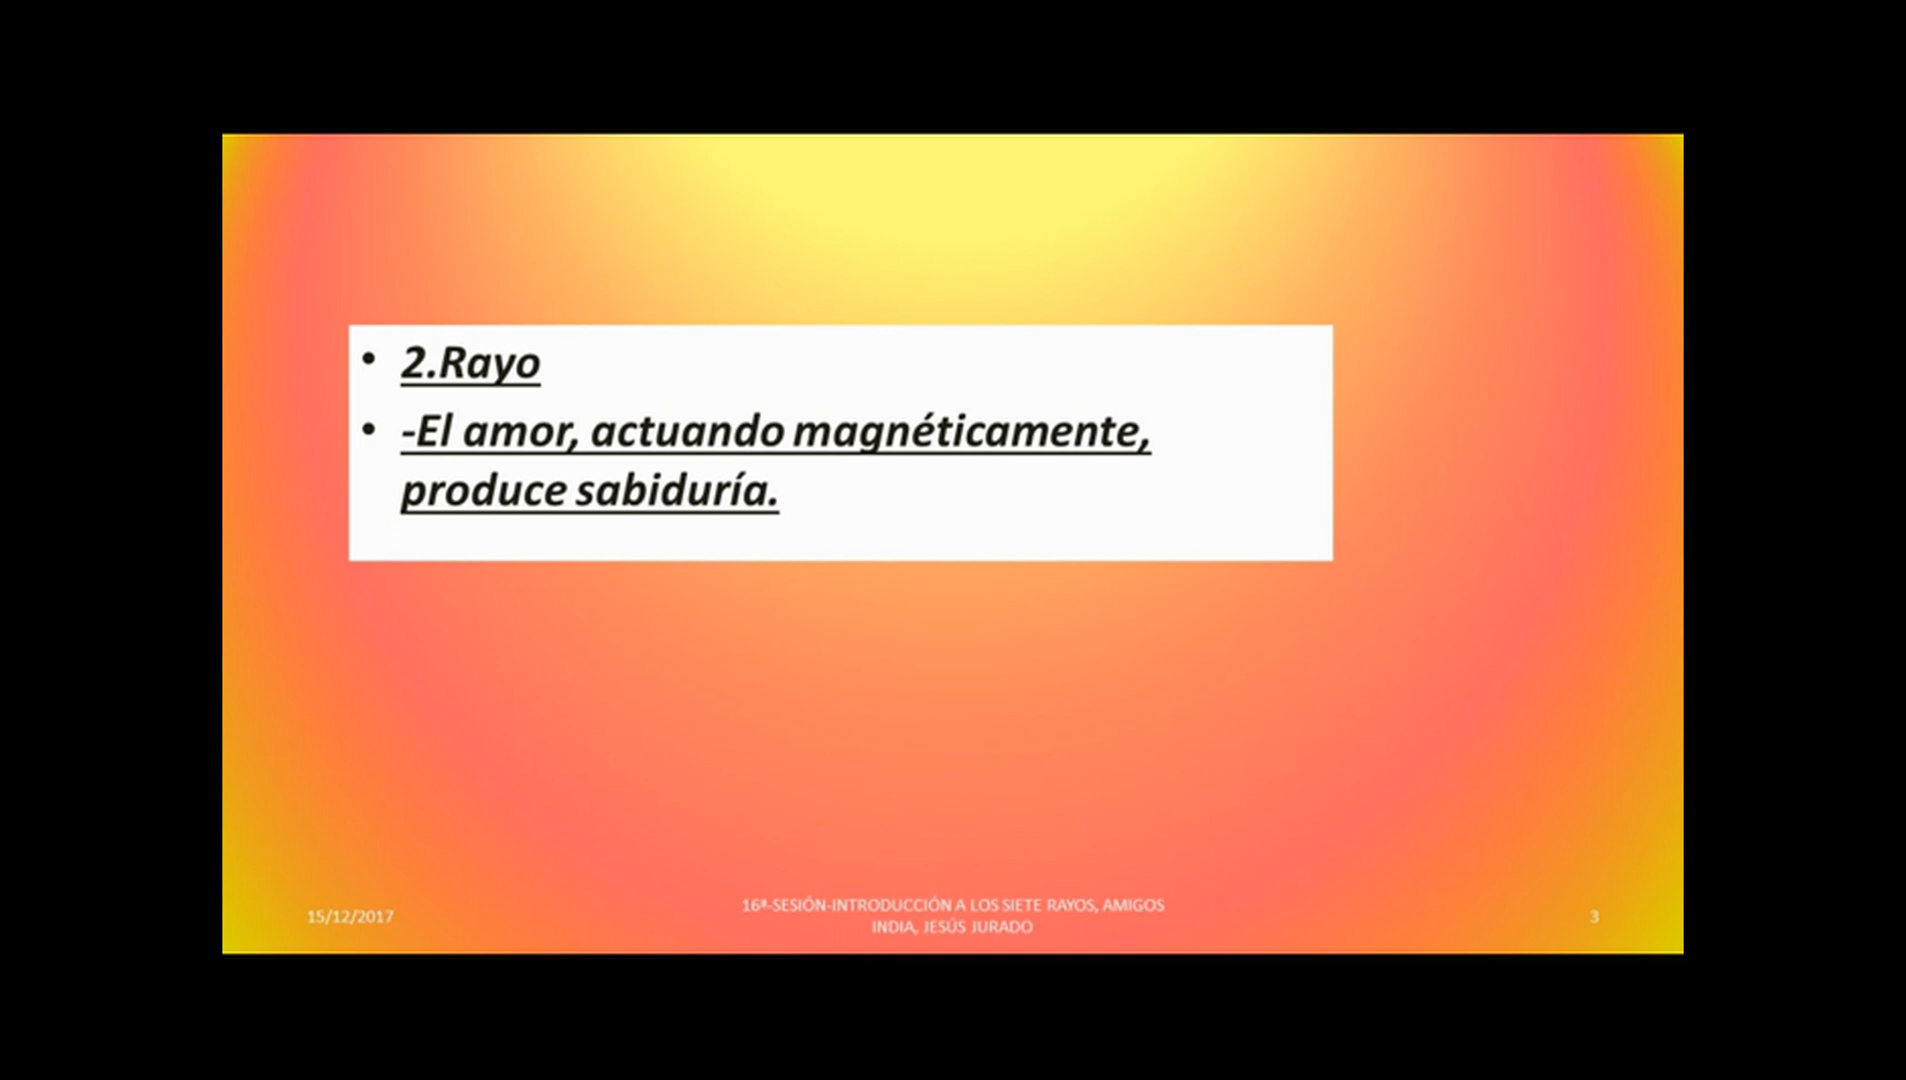 • 2.Rayo
• -El amor, actuando magnéticamente,
produce sabiduría.
15/12/2017
16ª-SESIÓN-INTRODUCCIÓN A LOS SIETE RAYOS, AMIGOS
INDIA, JESÚS JURADO
3